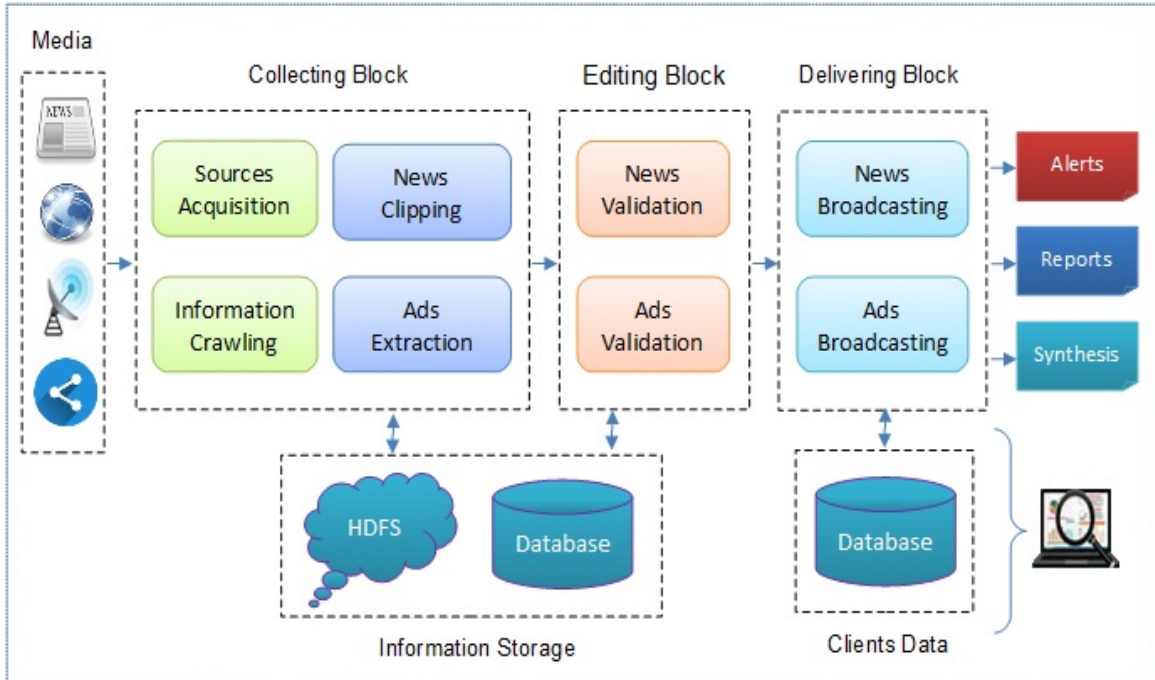 Media
Collecting Block
Editing Block
Delivering Block
NEWS
Sources
Acquisition
News
Clipping
News
Validation
News
Broadcasting
Alerts
Reports
Information
Crawling
Ads
Extraction
Ads
Validation
Ads
Broadcasting
Synthesis
HDFS
Database
Database
Information Storage
Clients Data